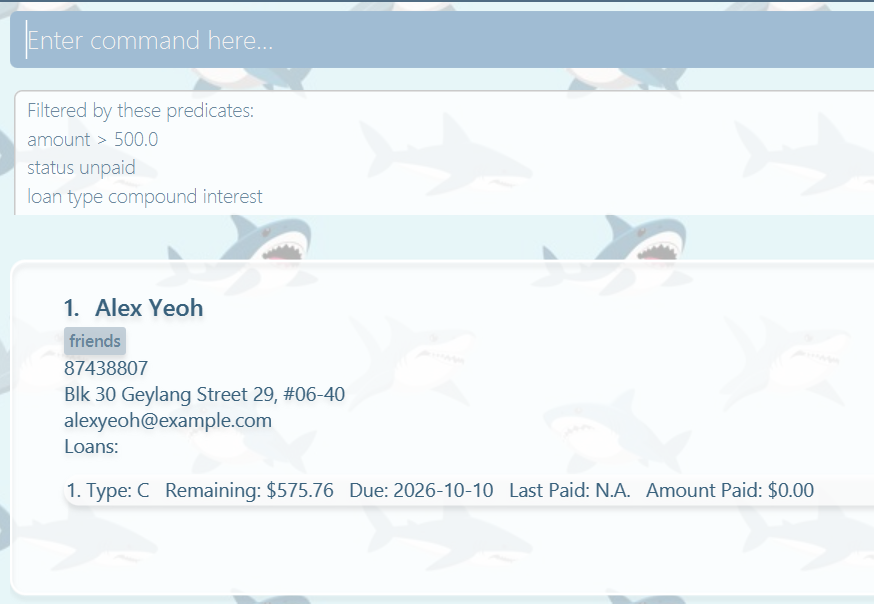 Enter command here...
Filtered by these predicates:
amount > 500.0
status unpaid
loan type compound interest
1. Alex Yeoh
friends
87438807
Blk 30 Geylang Street 29, #06-40
alexyeoh@example.com
Loans:
1. Type: C Remaining: $575.76 Due: 2026-10-10 Last Paid: N.A. Amount Paid: $0.00